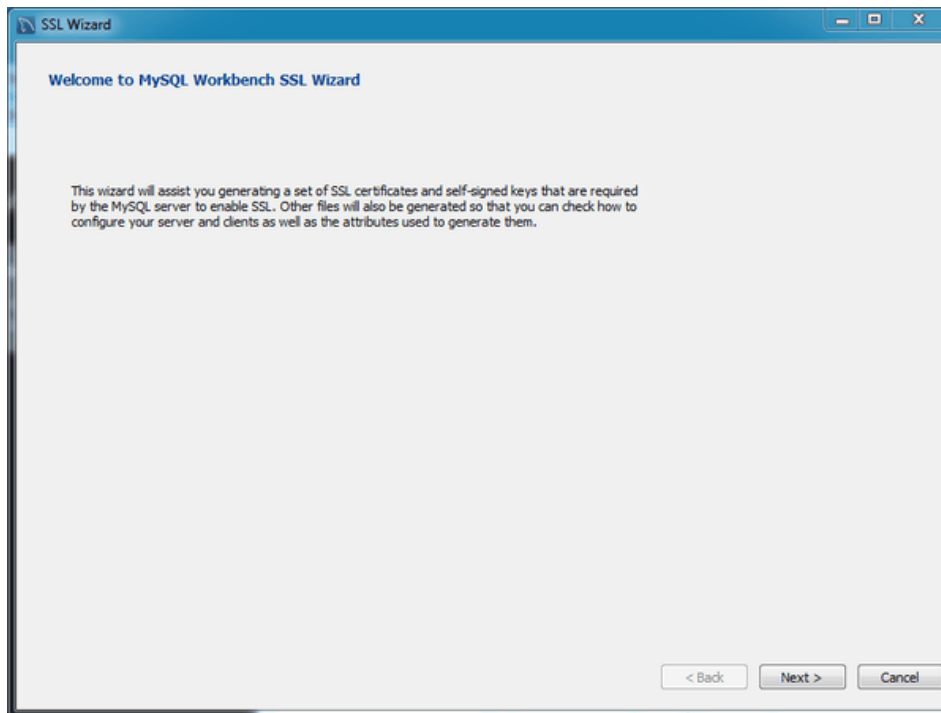 SSL Wizard
Welcome to MySQL Workbench SSL Wizard
This wizard will assist you generating a set of SSL certificates and self-signed keys that are required
by the MySQL server to enable SSL. Other files will also be generated so that you can check how to
configure your server and clients as well as the attributes used to generate them.
< Back Next > Cancel